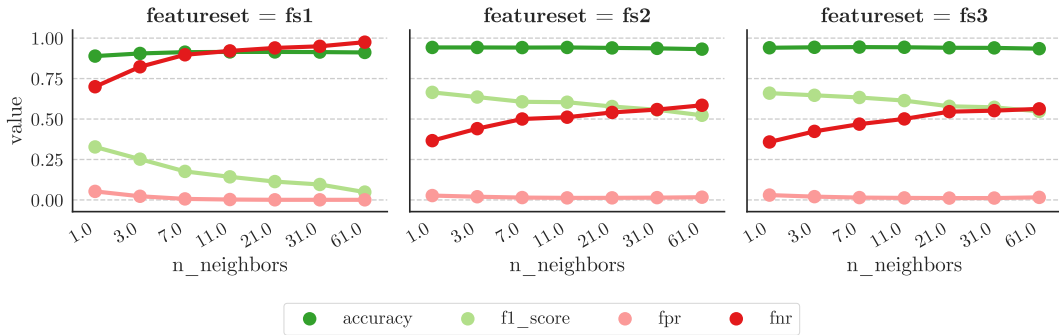 featureset = fs1
featureset = fs2
featureset = fs3
value
1.00
0.75
0.50
0.25
0.00
1.0 3.0 7.0 11.0 21.0 31.0 61.0
1.0 3.0 7.0 11.0 21.0 31.0 61.0
1.0 3.0 7.0 11.0 21.0 31.0 61.0
n_neighbors
n_neighbors
n_neighbors
accuracy f1_score fpr fnr